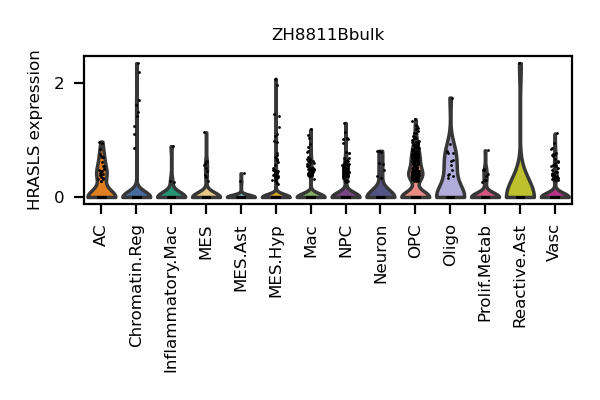 ZH8811Bbulk
HRASLS expression
2
0
AC
Chromatin.Reg
Inflammatory.Mac
MES
MES.Ast
MES.Hyp
Mac
NPC
Neuron
OPC
Oligo
Prolif.Metab
Reactive.Ast
Vasc